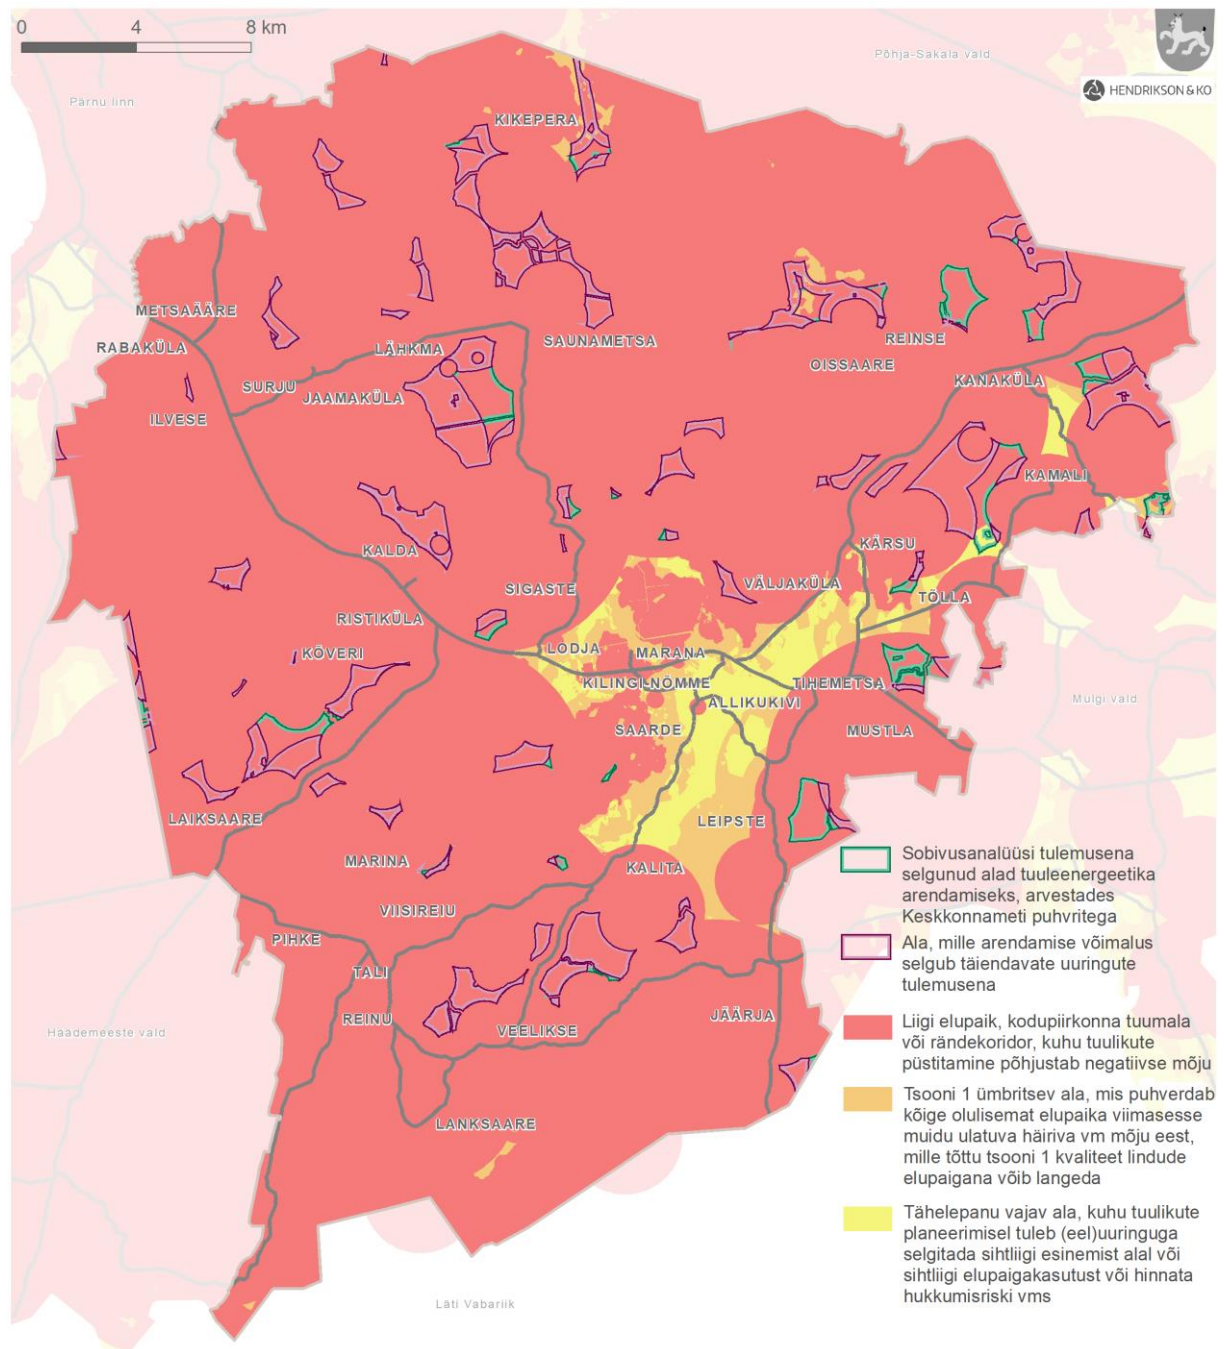 0 4 8 km
Põhja-Sakala vald
HENDRIKSON & KO
Pärnu linn
KIKEPERA
METSAÄÄRE
RABAKÜLA
LÄHKMA
SAUNAMETSA
REINSE
OISSAARE
SURJU
JAAMAKÜLA
KANAKÜLA
ILVESE
KAMALI
KALDA
KÄRSU
SIGASTE
VÄLJAKÜLA
TÕLLA
RISTIKÜLA
LODJA
MARANA
KÕVERI
KILINGI-NÕMME
TIHEMETSA
ALLIKUKIVI
Mulgi vald
SAARDE
MUSTLA
LAIKSAARE
LEIPSTE
MARINA
KALITA
VIISIREIU
PIHKE
TALI
REINU
VEELIKSE
JÄÄRJA
Häädemeeste vald
LANKSAARE
Läti Vabariik
Sobivusanalüüsi tulemusena
selgunud alad tuuleenergeetika
arendamiseks, arvestades
Keskkonnameti puhvritega
Ala, mille arendamise võimalus
selgub täiendavate uuringute
tulemusena
Liigi elupaik, kodupiirkonna tuumala
või rändekoridor, kuhu tuulikute
püstitamine põhjustab negatiivse mõju
Tsooni 1 ümbritsev ala, mis puhverdab
kõige olulisemat elupaika viimasesse
muidu ulatuva häiriva vm mõju eest,
mille tõttu tsooni 1 kvaliteet lindude
elupaigana võib langeda
Tähelepanu vajav ala, kuhu tuulikute
planeerimisel tuleb (eel)uuringuga
selgitada sihtliigi esinemist alal või
sihtliigi elupaigakasutust või hinnata
hukkumisriski vms